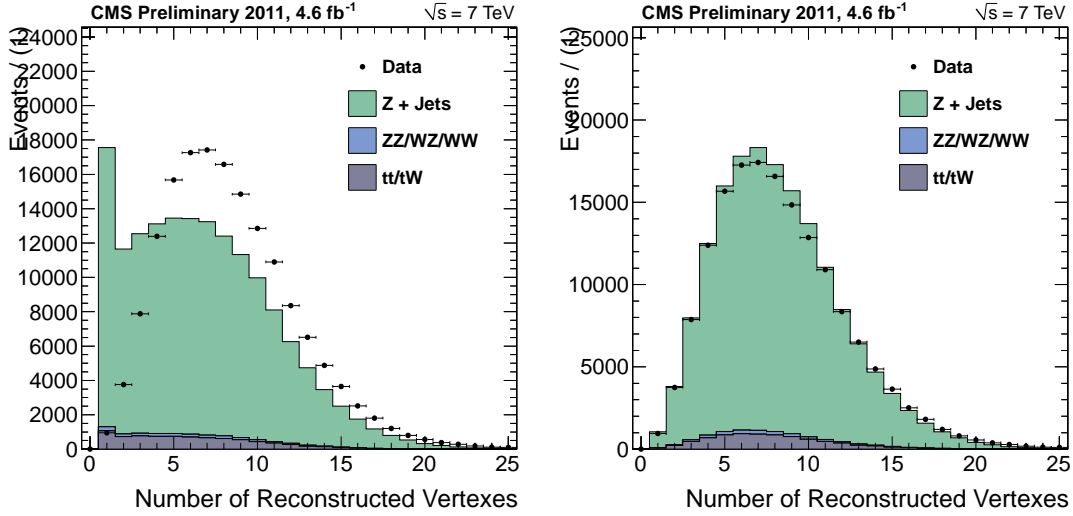 CMS Preliminary 2011, 4.6 fb-1 √s = 7 TeV
Events / (1)
24000
22000
20000
18000
16000
14000
12000
10000
8000
6000
4000
2000
0
Data
Z + Jets
ZZ/WZ/WW
tt/tW
0 5 10 15 20 25
Number of Reconstructed Vertexes
CMS Preliminary 2011, 4.6 fb-1 √s = 7 TeV
Events / (1)
25000
20000
15000
10000
5000
0
Data
Z + Jets
ZZ/WZ/WW
tt/tW
0 5 10 15 20 25
Number of Reconstructed Vertexes